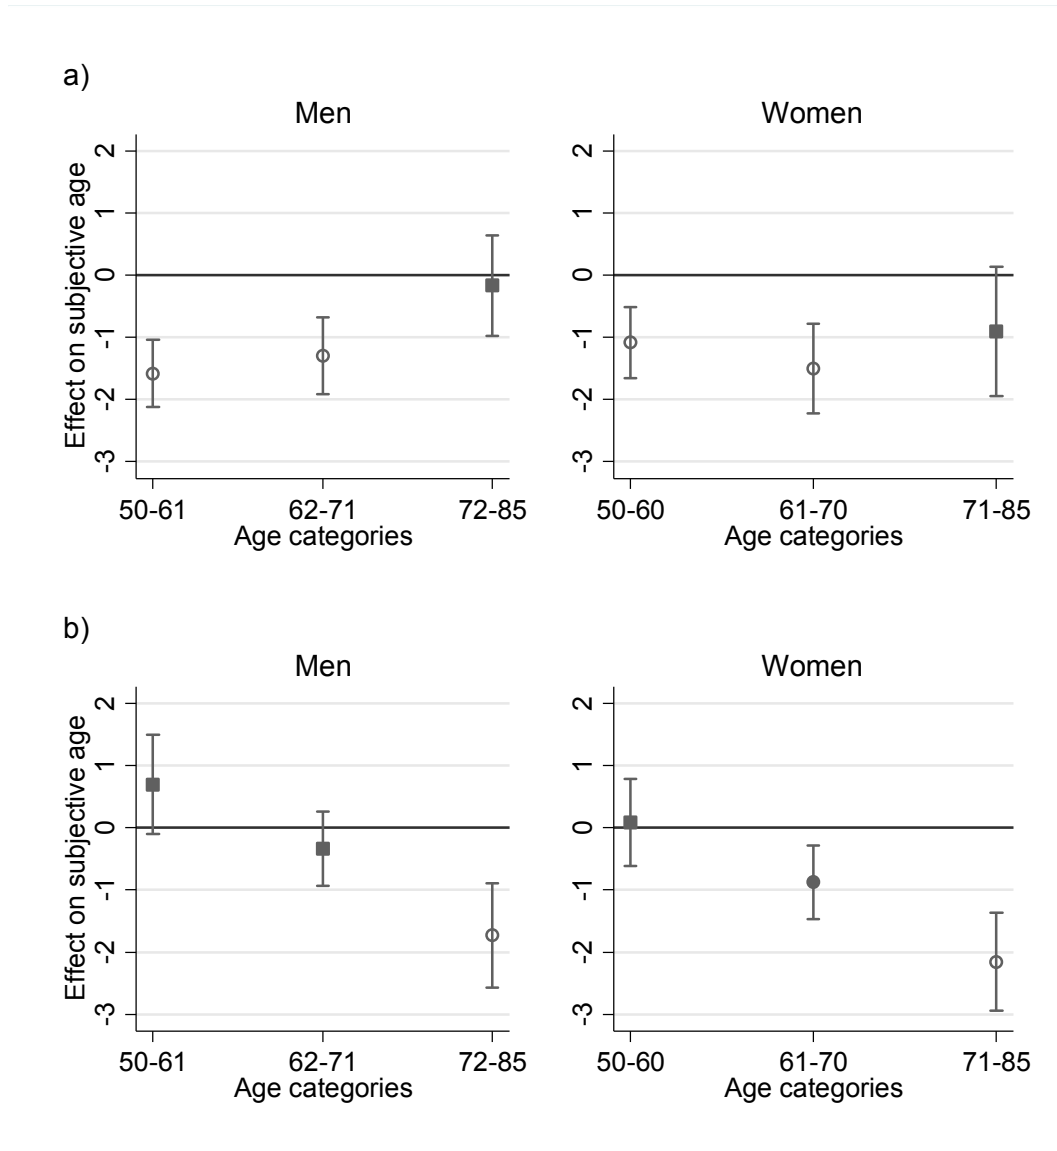 a)
Men
Women
Effect on subjective age
2
1
0
-1
-2
-3
2
1
0
-1
-2
-3
50-61 62-71 72-85
Age categories
50-60 61-70 71-85
Age categories
b)
Men
Women
Effect on subjective age
2
1
0
-1
-2
-3
2
1
0
-1
-2
-3
50-61 62-71 72-85
Age categories
50-60 61-70 71-85
Age categories